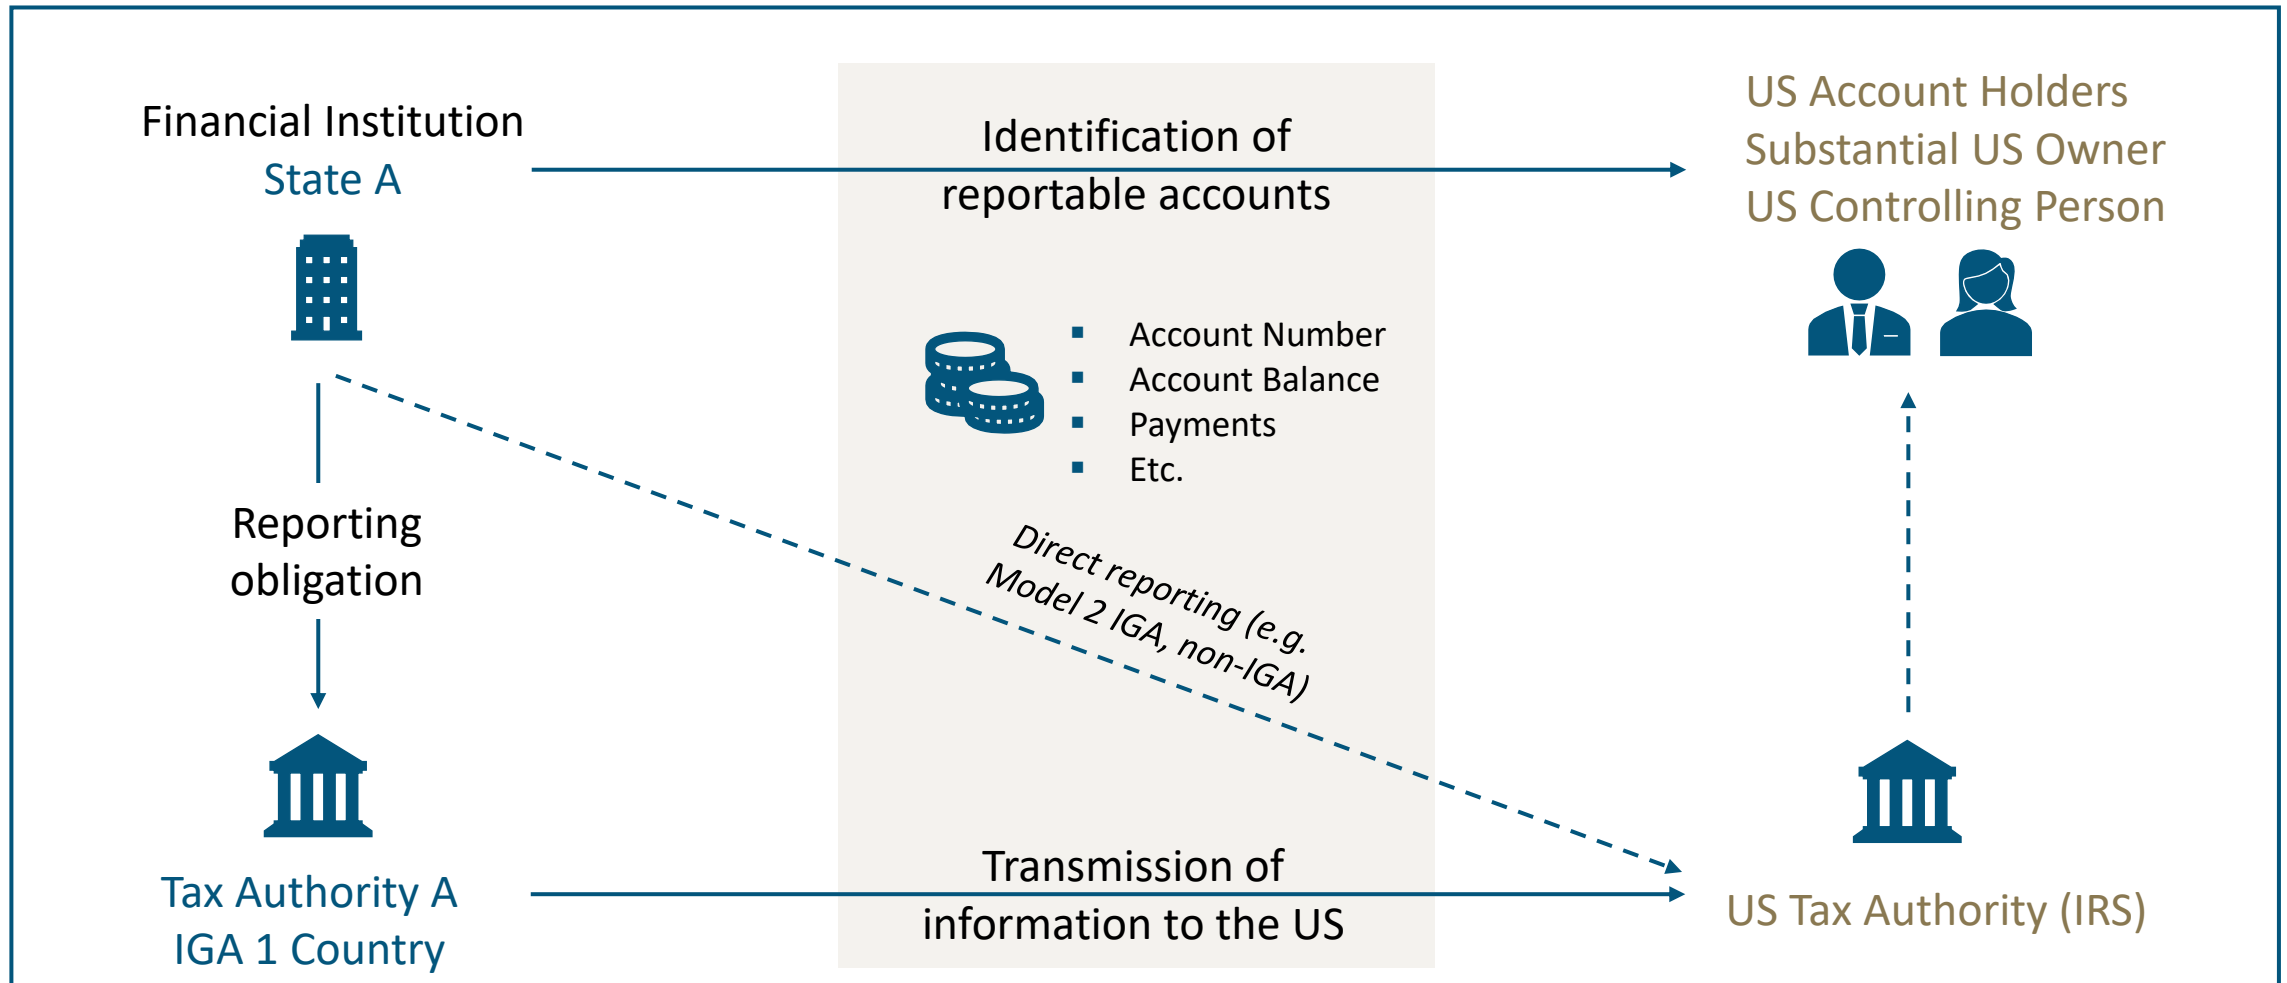 Financial Institution
State A
Identification of
reportable accounts
US Account Holders
Substantial US Owner
US Controlling Person
▪ Account Number
▪ Account Balance
▪ Payments
▪ Etc.
Reporting
obligation
Direct reporting (e.g.
Model 2 IGA, non-IGA)
Tax Authority A
IGA 1 Country
Transmission of
information to the US
US Tax Authority (IRS)